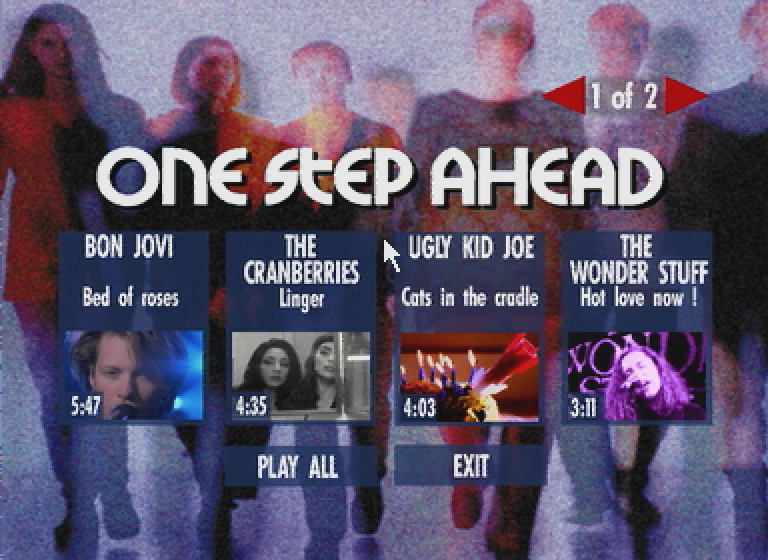 1 of 2
ONE STEP AHEAD
BON JOVI
Bed of roses
5:47
THE
CRANBERRIES
Linger
4:35
UGLY KID JOE
Cats in the cradle
4:03
THE
WONDER STUFF
Hot love now !
WOND
3:11
PLAY ALL
EXIT